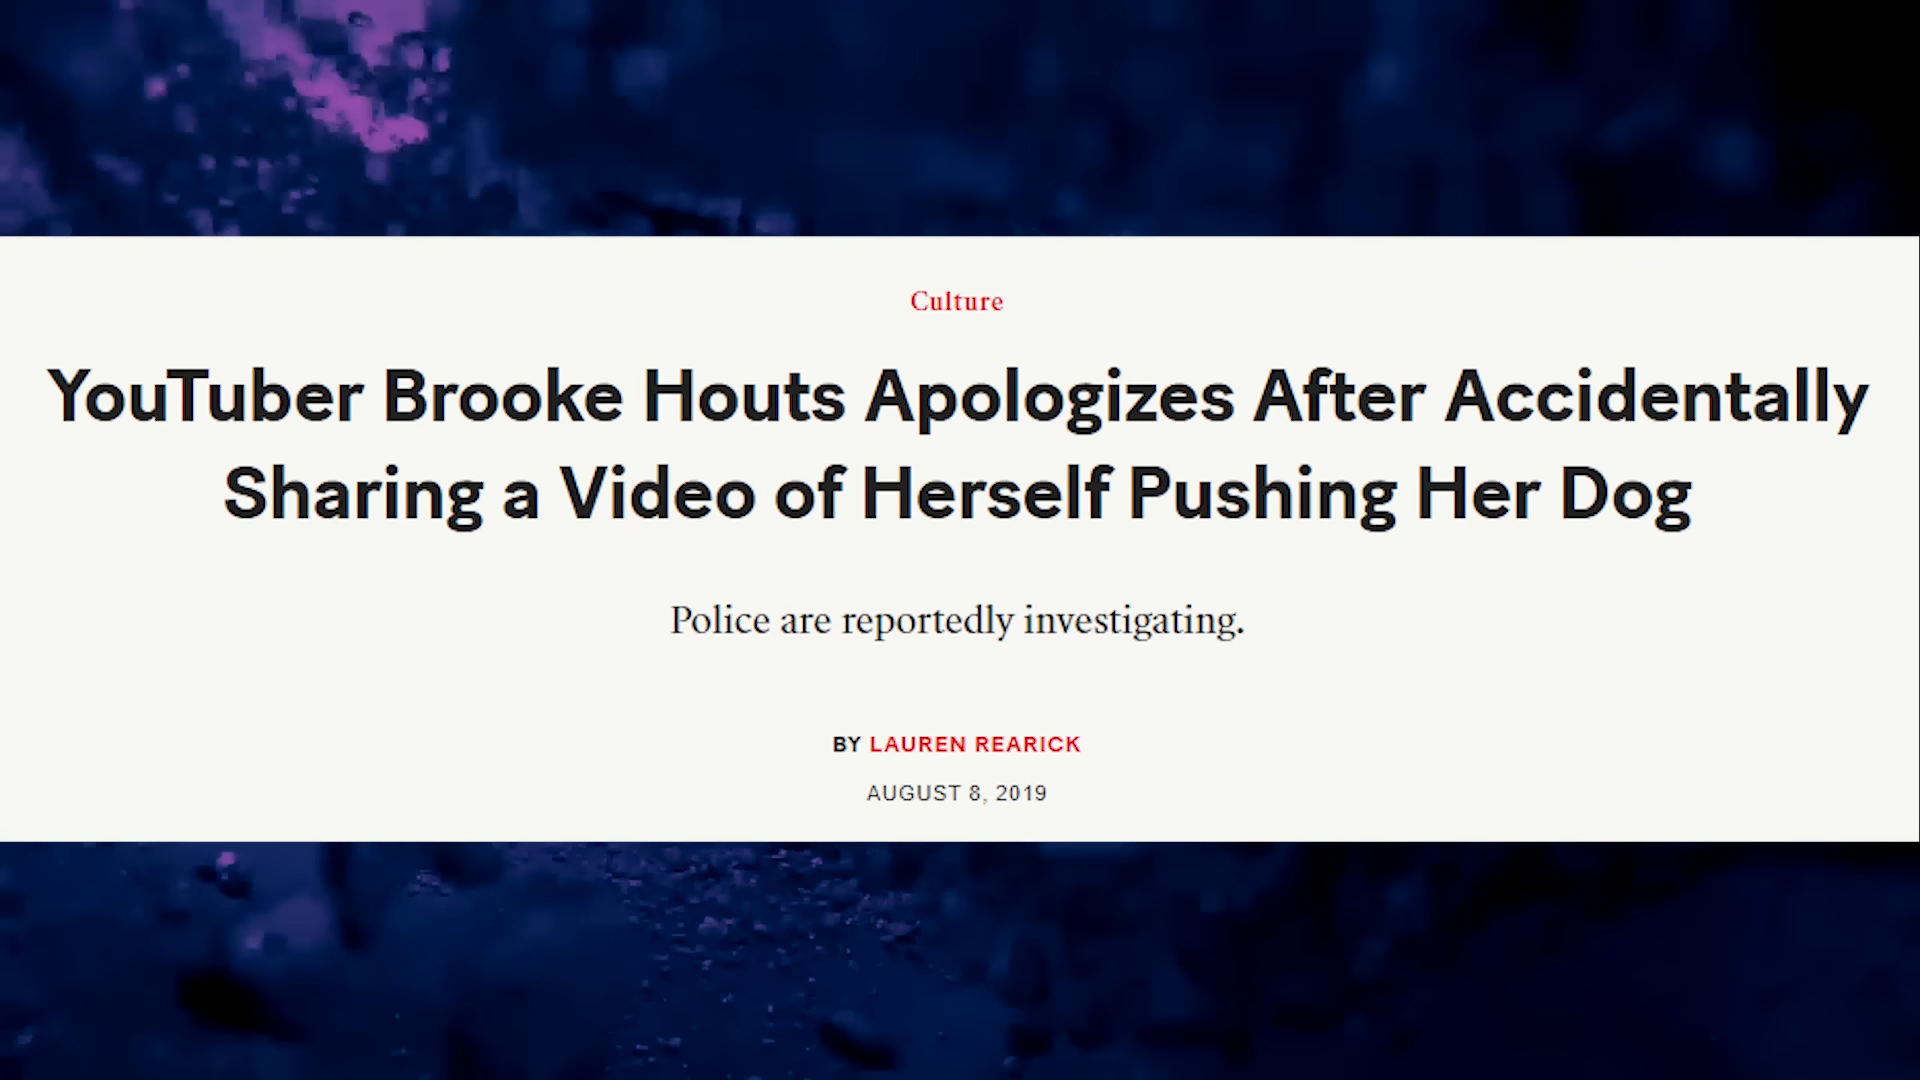 Culture
YouTuber Brooke Houts Apologizes After Accidentally
Sharing a Video of Herself Pushing Her Dog
Police are reportedly investigating.
BY LAUREN REARICK
AUGUST 8, 2019